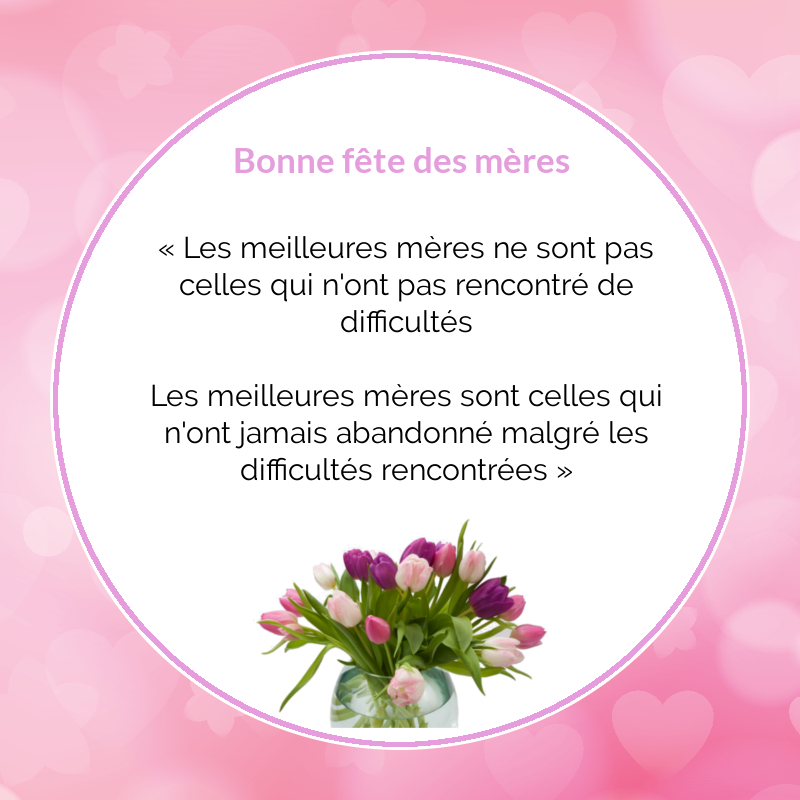 Bonne fête des mères
« Les meilleures mères ne sont pas
celles qui n'ont pas rencontré de
difficultés
Les meilleures mères sont celles qui
n'ont jamais abandonné malgré les
difficultés rencontrées »